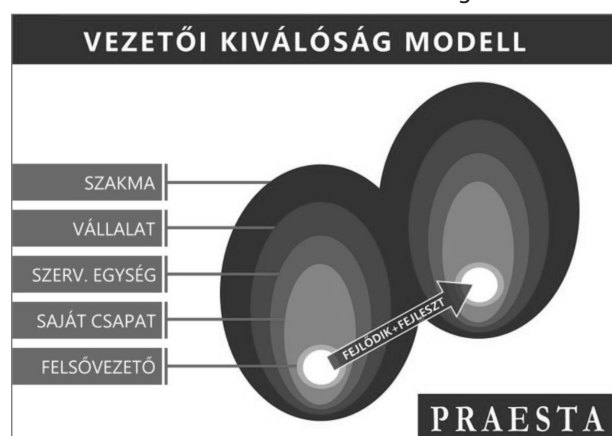 VEZETŐI KIVÁLÓSÁG MODELL
SZAKMA
VÁLLALAT
SZERV. EGYSÉG
SAJÁT CSAPAT
FELSŐVEZETŐ
FEJLŐDIK+FEJLESZT
PRAESTA